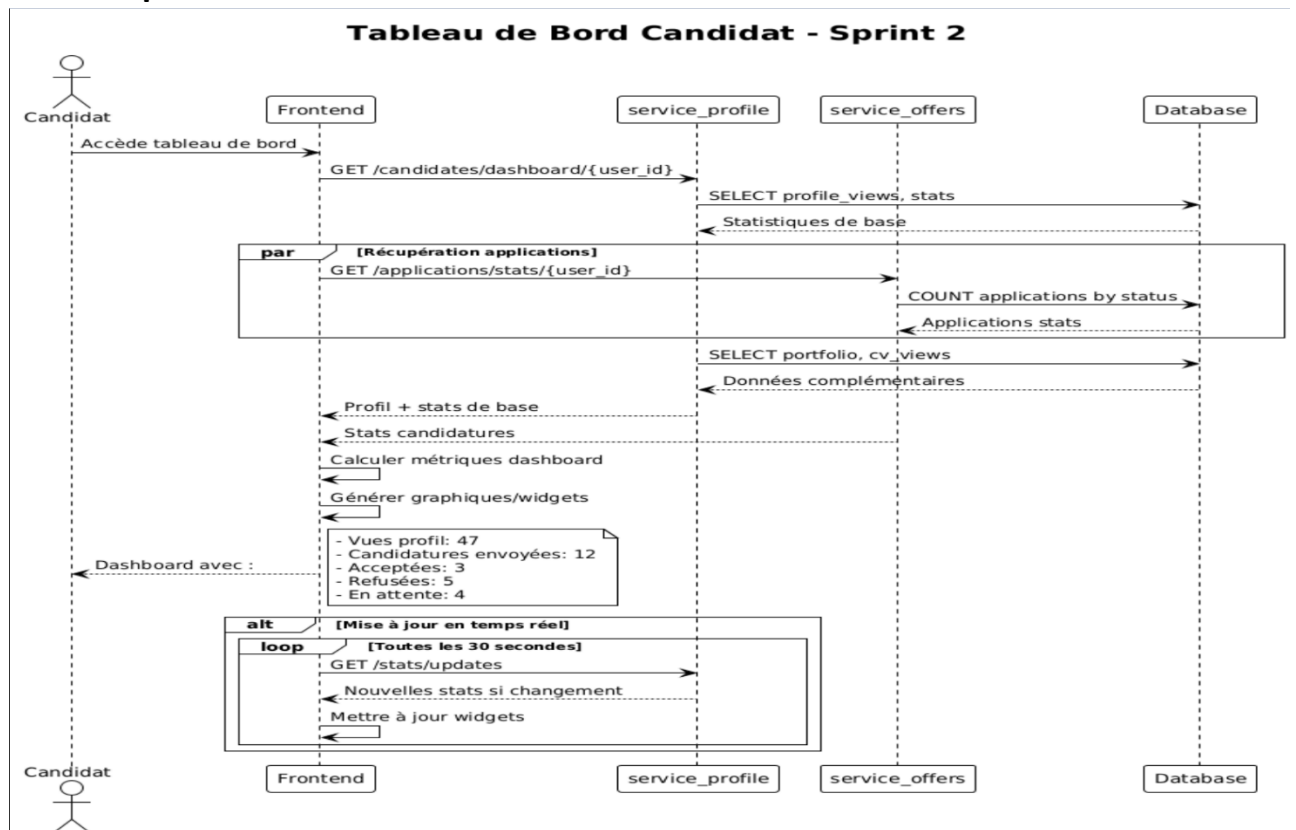 Tableau de Bord Candidat - Sprint 2
Candidat
Frontend
service_profile
service_offers
Database
Accède tableau de bord
GET /candidates/dashboard/{user_id}
SELECT profile_views, stats
Statistiques de base
par
[Récupération applications]
GET /applications/stats/{user_id}
COUNT applications by status
Applications stats
SELECT portfolio, cv_views
Données complémentaires
Profil + stats de base
Stats candidatures
Calculer métriques dashboard
Générer graphiques/widgets
- Vues profil: 47
- Candidatures envoyées: 12
- Acceptées: 3
- Refusées: 5
- En attente: 4
Dashboard avec :
alt
[Mise à jour en temps réel]
loop
[Toutes les 30 secondes]
GET /stats/updates
Nouvelles stats si changement
Mettre à jour widgets
Candidat
Frontend
service_profile
service_offers
Database